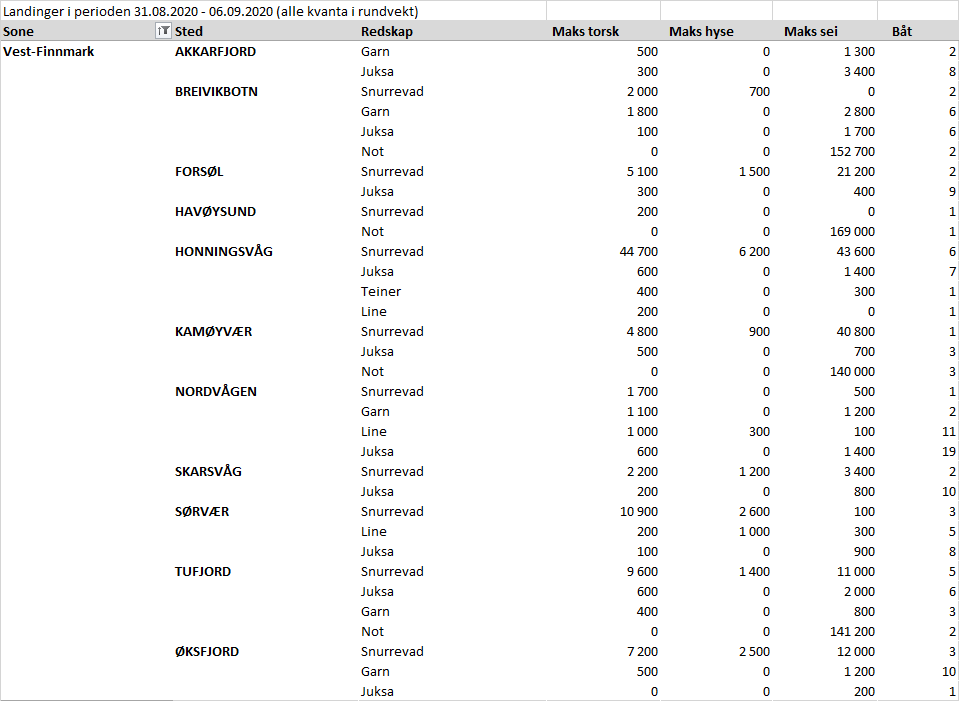 Landinger i perioden 31.08.2020 - 06.09.2020 (alle kvanta i rundvekt)
Sone Sted Redskap Maks torsk Maks hyse Maks sei Båt
Vest-Finnmark AKKARFJORD Garn 500 0 1 300 2
Juksa 300 0 3 400 8
BREIVIKBOTN Snurrevad 2 000 700 0 2
Garn 1 800 0 2 800 6
Juksa 100 0 1 700 6
Not 0 0 152 700 2
FORSØL Snurrevad 5 100 1 500 21 200 2
Juksa 300 0 400 9
HAVØYSUND Snurrevad 200 0 0 1
Not 0 0 169 000 1
HONNINGSVÅG Snurrevad 44 700 6 200 43 600 6
Juksa 600 0 1 400 7
Teiner 400 0 300 1
Line 200 0 0 1
KAMØYVÆR Snurrevad 4 800 900 40 800 1
Juksa 500 0 700 3
Not 0 0 140 000 3
NORDVÅGEN Snurrevad 1 700 0 500 1
Garn 1 100 0 1 200 2
Line 1 000 300 100 11
Juksa 600 0 1 400 19
SKARSVÅG Snurrevad 2 200 1 200 3 400 2
Juksa 200 0 800 10
SØRVÆR Snurrevad 10 900 2 600 100 3
Line 200 1 000 300 5
Juksa 100 0 900 8
TUFJORD Snurrevad 9 600 1 400 11 000 5
Juksa 600 0 2 000 6
Garn 400 0 800 3
Not 0 0 141 200 2
ØKSFJORD Snurrevad 7 200 2 500 12 000 3
Garn 500 0 1 200 10
Juksa 0 0 200 1